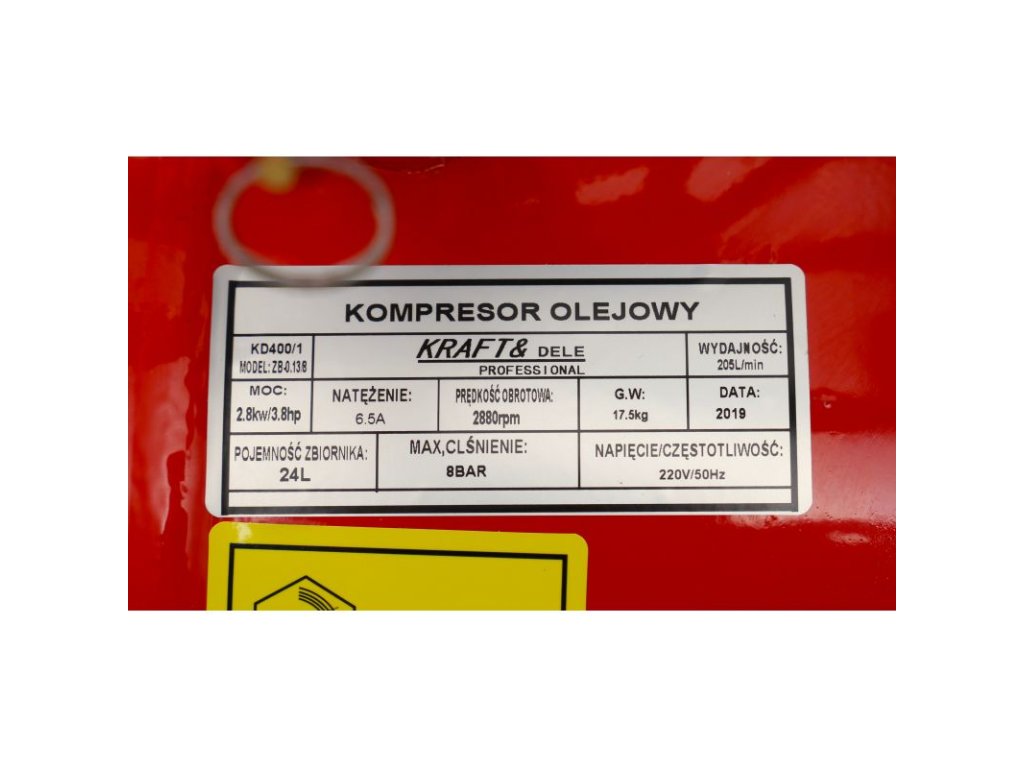 KOMPRESOR OLEJOWY
KD400/1
MODEL: ZB-0.13/8
KRAFT& DELE
PROFESSIONAL
WYDAJNOŚĆ:
205L/min
MOC:
2.8kw/3.8hp
NATĘŻENIE:
6.5A
PRĘDKOŚĆ OBROTOWA:
2880rpm
G.W:
17.5kg
DATA:
2019
POJEMNOŚĆ ZBIORNIKA:
24L
MAX,CLŚNIENIE:
8BAR
NAPIĘCIE/CZĘSTOTLIWOŚĆ:
220V/50Hz